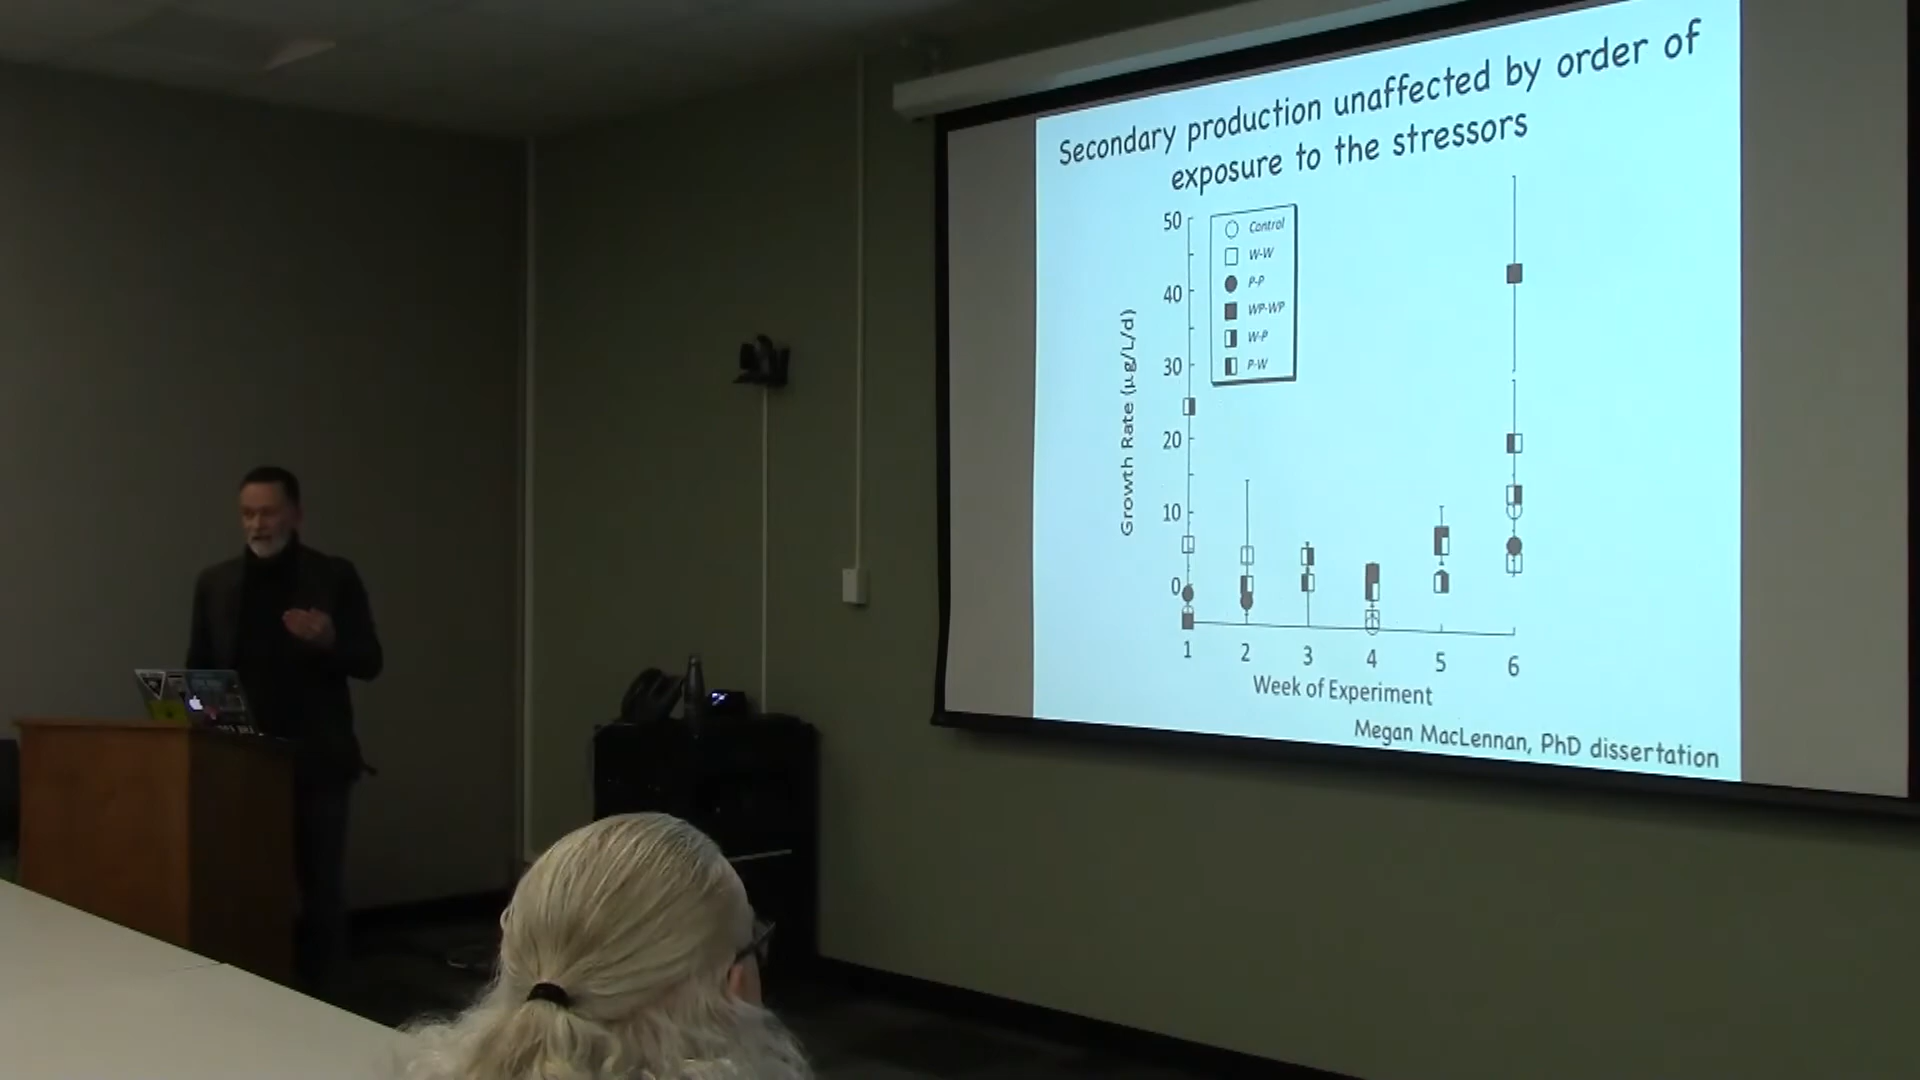 Secondary production unaffected by order of
exposure to the stressors
50
40
30
20
10
0
Growth Rate (µg/L/d)
Control
W-W
P-P
WP-WP
W-P
P-W
1 2 3 4 5 6
Week of Experiment
Megan MacLennan, PhD dissertation